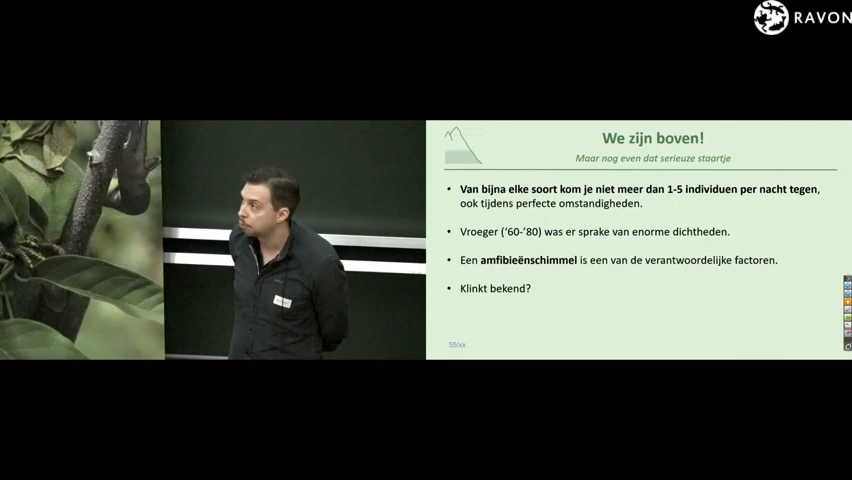 RAVON
We zijn boven!
Maar nog even dat serieuze staartje
• Van bijna elke soort kom je niet meer dan 1-5 individuen per nacht tegen,
ook tijdens perfecte omstandigheden.
• Vroeger (‘60-’80) was er sprake van enorme dichtheden.
• Een amfibieënschimmel is een van de verantwoordelijke factoren.
• Klinkt bekend?
55/xx